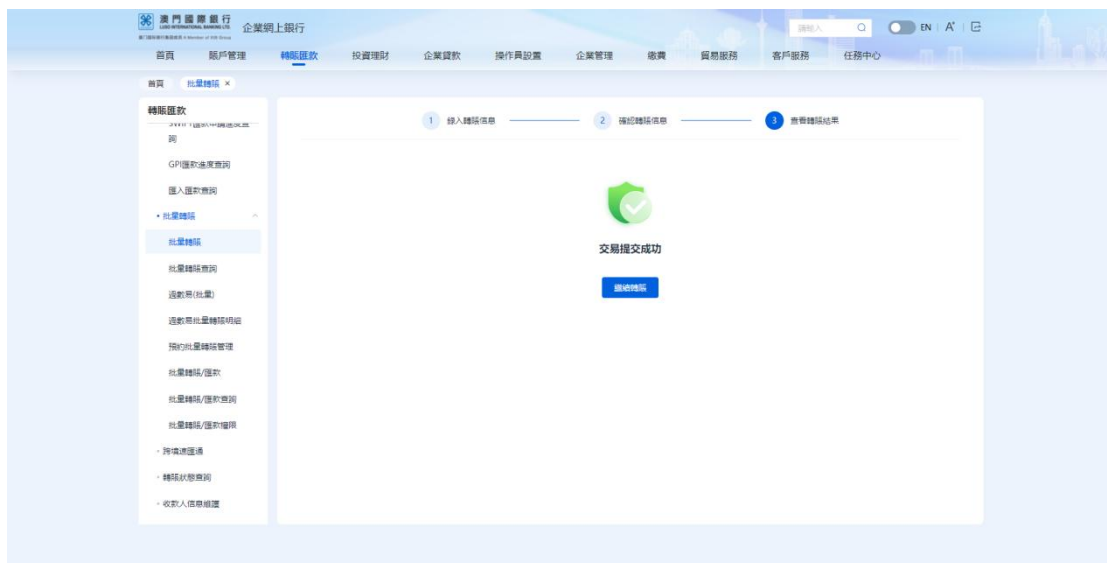 澳門國際銀行
LUSO INTERNATIONAL BANKING LTD.
企業網上銀行
請輸入
EN
A
首頁 賬戶管理 轉賬匯款 投資理財 企業貸款 操作員設置 企業管理 繳費 貿易服務 客戶服務 任務中心
首頁 批量轉賬 ×
轉賬匯款
詢
GPI匯款進度查詢
匯入匯款查詢
批量轉賬
批量轉賬
批量轉賬查詢
過數易(批量)
過數易批量轉賬明細
預約批量轉賬管理
批量轉賬/匯款
批量轉賬/匯款查詢
批量轉賬/匯款權限
跨境速匯通
轉賬狀態查詢
收款人信息維護
1 錄入轉賬信息 2 確認轉賬信息 3 查看轉賬結果
交易提交成功
繼續轉賬